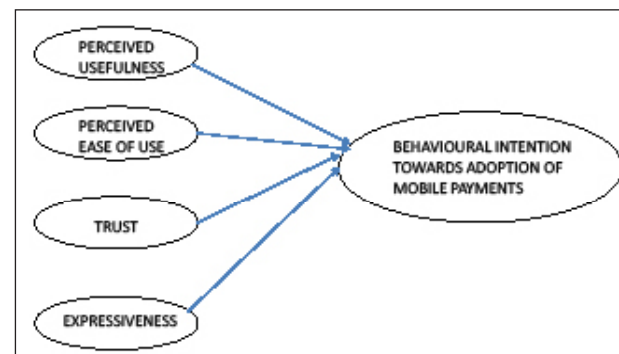 PERCEIVED
USEFULNESS
PERCEIVED
EASE OF USE
TRUST
EXPRESSIVENESS
BEHAVIOURAL INTENTION
TOWARDS ADOPTION OF
MOBILE PAYMENTS